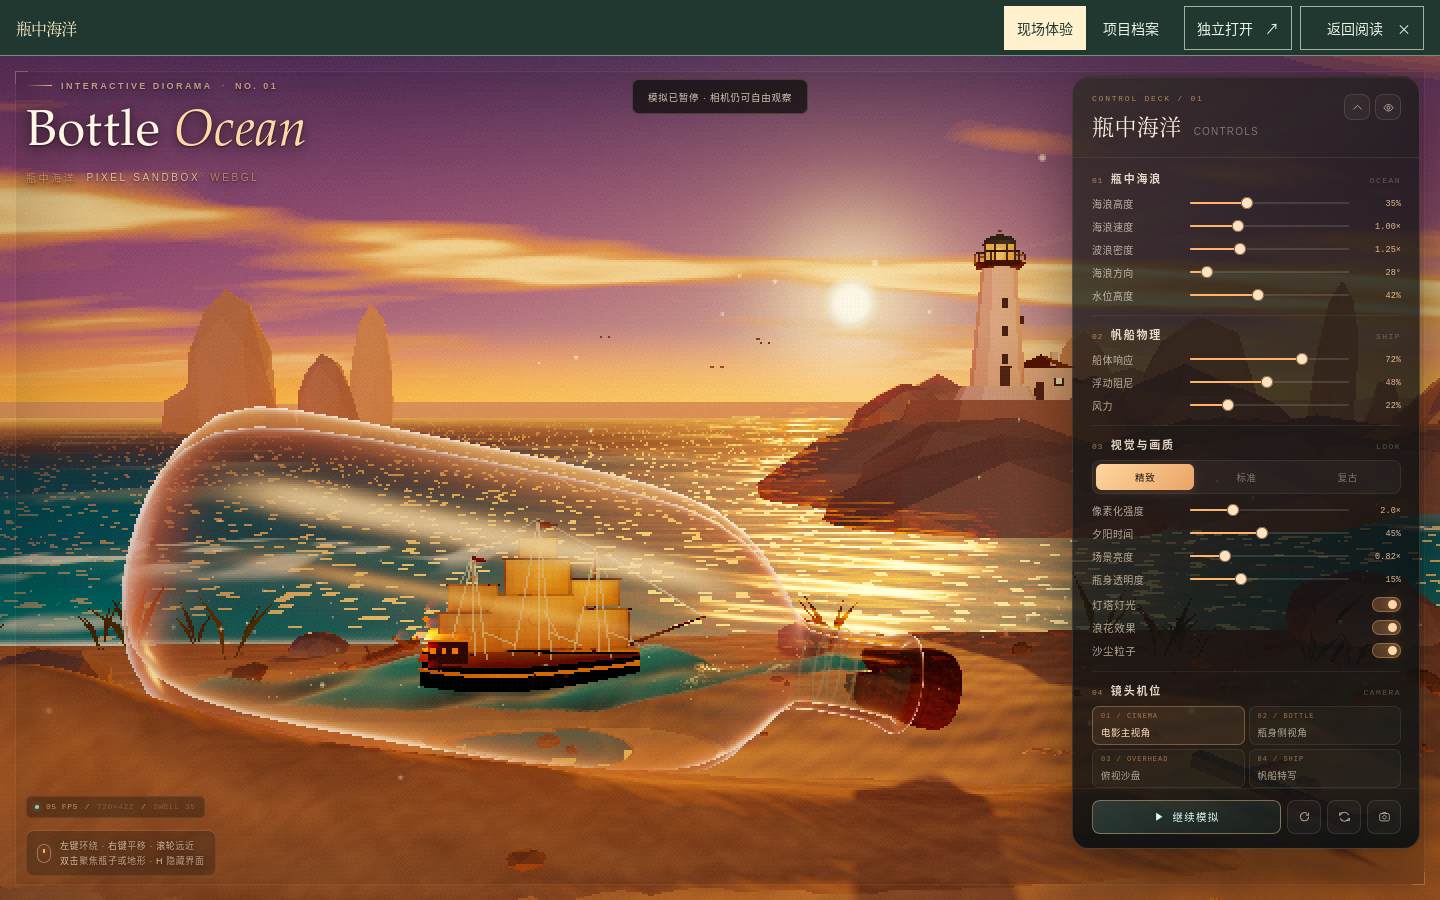 瓶中海洋
现场体验
项目档案
独立打开 ↗
返回阅读 ×
INTERACTIVE DIORAMA · NO. 01
Bottle Ocean
瓶中海洋 PIXEL SANDBOX WEBGL
模拟已暂停 · 相机仍可自由观察
CONTROL DECK / 01
瓶中海洋 CONTROLS
01 瓶中海浪 OCEAN
海浪高度 35%
海浪速度 1.00×
波浪密度 1.25×
海浪方向 28°
水位高度 42%
02 帆船物理 SHIP
船体响应 72%
浮动阻尼 48%
风力 22%
03 视觉与画质 LOOK
精致 标准 复古
像素化强度 2.0×
夕阳时间 45%
场景亮度 0.82×
瓶身透明度 15%
灯塔灯光
浪花效果
沙尘粒子
04 镜头机位 CAMERA
01 / CINEMA
电影主视角
02 / BOTTLE
瓶身侧视角
03 / OVERHEAD
俯视沙盘
04 / SHIP
帆船特写
继续模拟
05 FPS / 720×422 / SWELL 35
左键环绕 · 右键平移 · 滚轮远近
双击聚焦瓶子或地形 · H 隐藏界面